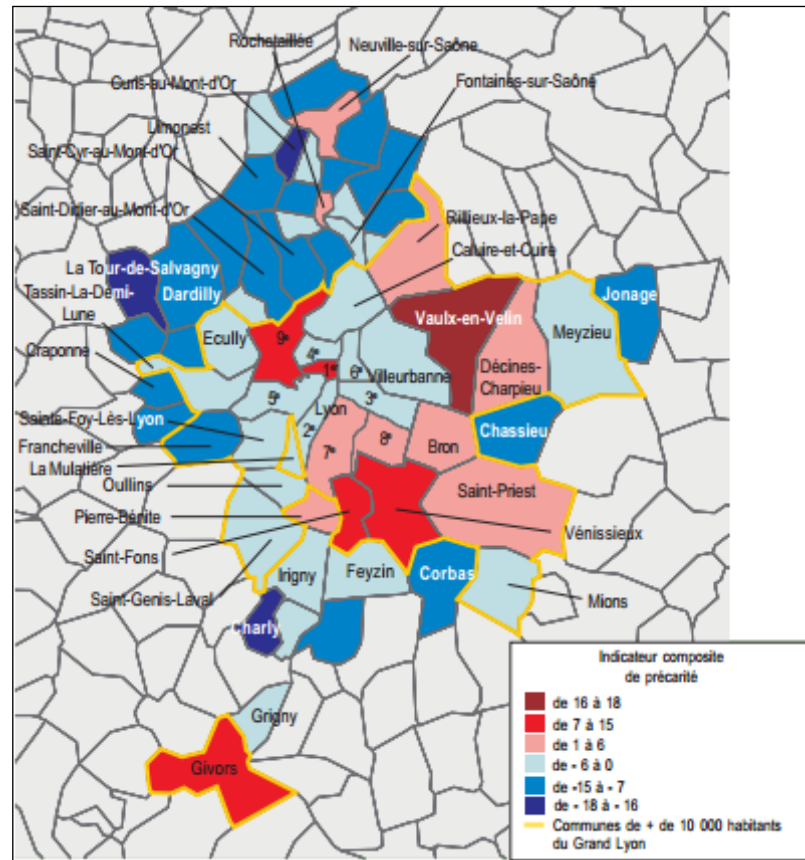 Rochetaillée
Neuville-sur-Saône
Curis-au-Mont-d'Or
Fontaines-sur-Saône
Limonest
Saint-Cyr-au-Mont-d'Or
Saint-Didier-au-Mont-d'Or
Rillieux-la-Pape
Caluire-et-Cuire
La Tour-de-Salvagny
Dardilly
Tassin-La-Demi-
Lune
Jonage
Vaulx-en-Velin
Meyzieu
Ecully
9e
Décines-
Charpieu
Craponne
4e
1e
6e
Villeurbanne
5e
3e
Lyon
Sainte-Foy-Lès-Lyon
2e
Chassieu
Francheville
8e
Bron
7e
La Mulatière
Oullins
Saint-Priest
Pierre-Bénite
Vénissieux
Saint-Fons
Irigny
Feyzin
Corbas
Saint-Genis-Laval
Mions
Charly
Grigny
Givors
Indicateur composite
de précarité
de 16 à 18
de 7 à 15
de 1 à 6
de - 6 à 0
de -15 à - 7
de - 18 à - 16
Communes de + de 10 000 habitants
du Grand Lyon